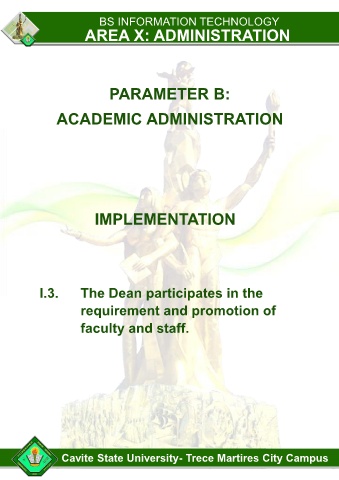 BS INFORMATION TECHNOLOGY
AREA X: ADMINISTRATION
PARAMETER B:
ACADEMIC ADMINISTRATION
IMPLEMENTATION
I.3. The Dean participates in the
requirement and promotion of
faculty and staff.
Cavite State University- Trece Martires City Campus